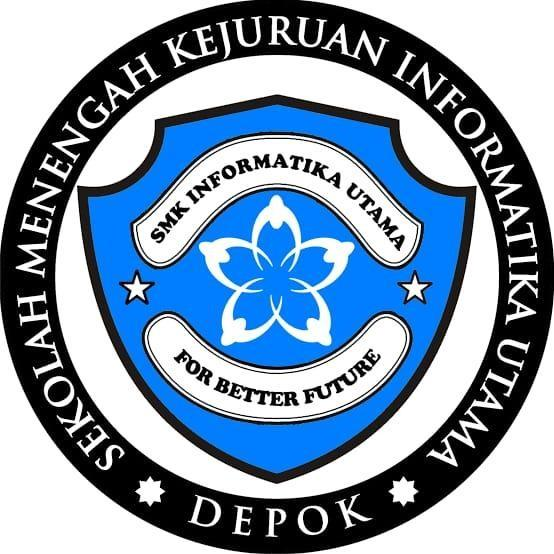 SEKOLAH MENENGAH KEJURUAN INFORMATIKA UTAMA
SMK INFORMATIKA UTAMA
FOR BETTER FUTURE
DEPOK